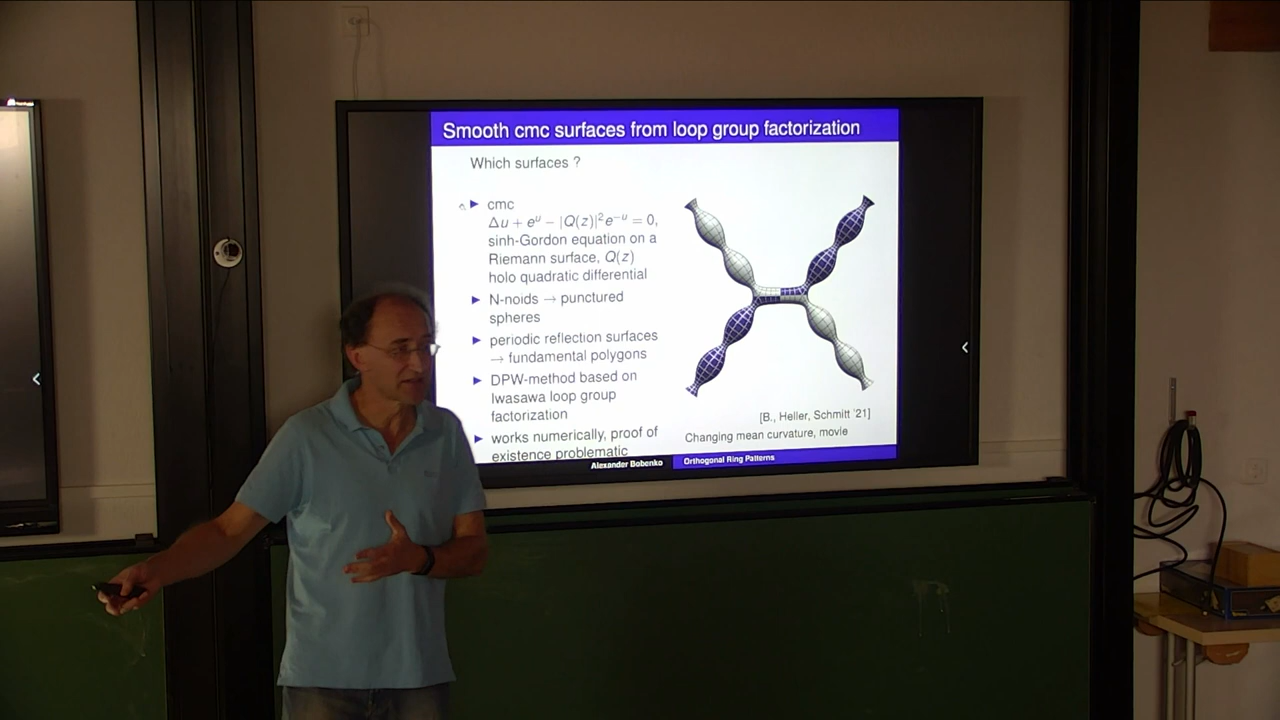 Smooth cmc surfaces from loop group factorization
Which surfaces ?
► cmc
Δu + eᵘ − |Q(z)|²e⁻ᵘ = 0,
sinh-Gordon equation on a
Riemann surface, Q(z)
holo quadratic differential
► N-noids → punctured
spheres
► periodic reflection surfaces
→ fundamental polygons
► DPW-method based on
Iwasawa loop group
factorization
► works numerically, proof of
existence problematic
[B., Heller, Schmitt '21]
Changing mean curvature, movie
Alexander Bobenko
Orthogonal Ring Patterns